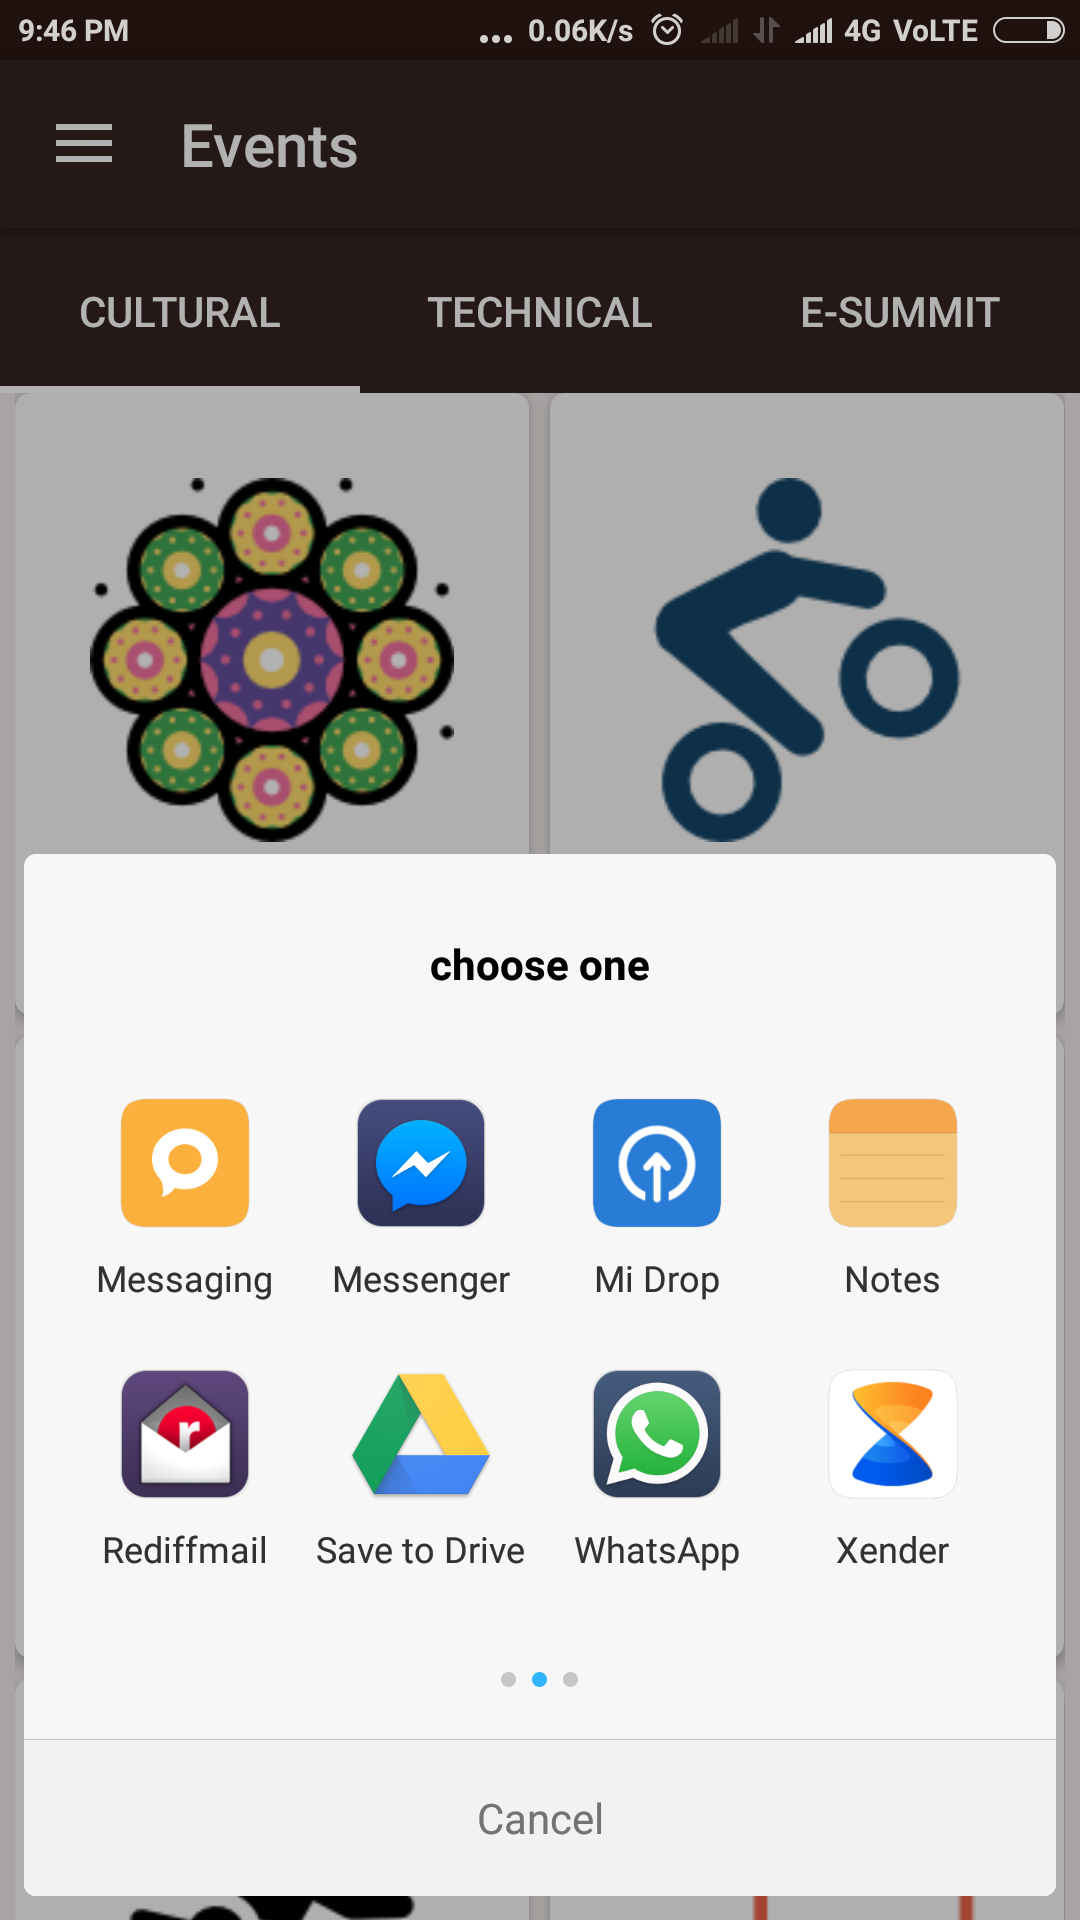 9:46 PM
... 0.06K/s 4G VoLTE
Events
CULTURAL TECHNICAL E-SUMMIT
choose one
Messaging Messenger Mi Drop Notes
r
Rediffmail Save to Drive WhatsApp Xender
Cancel